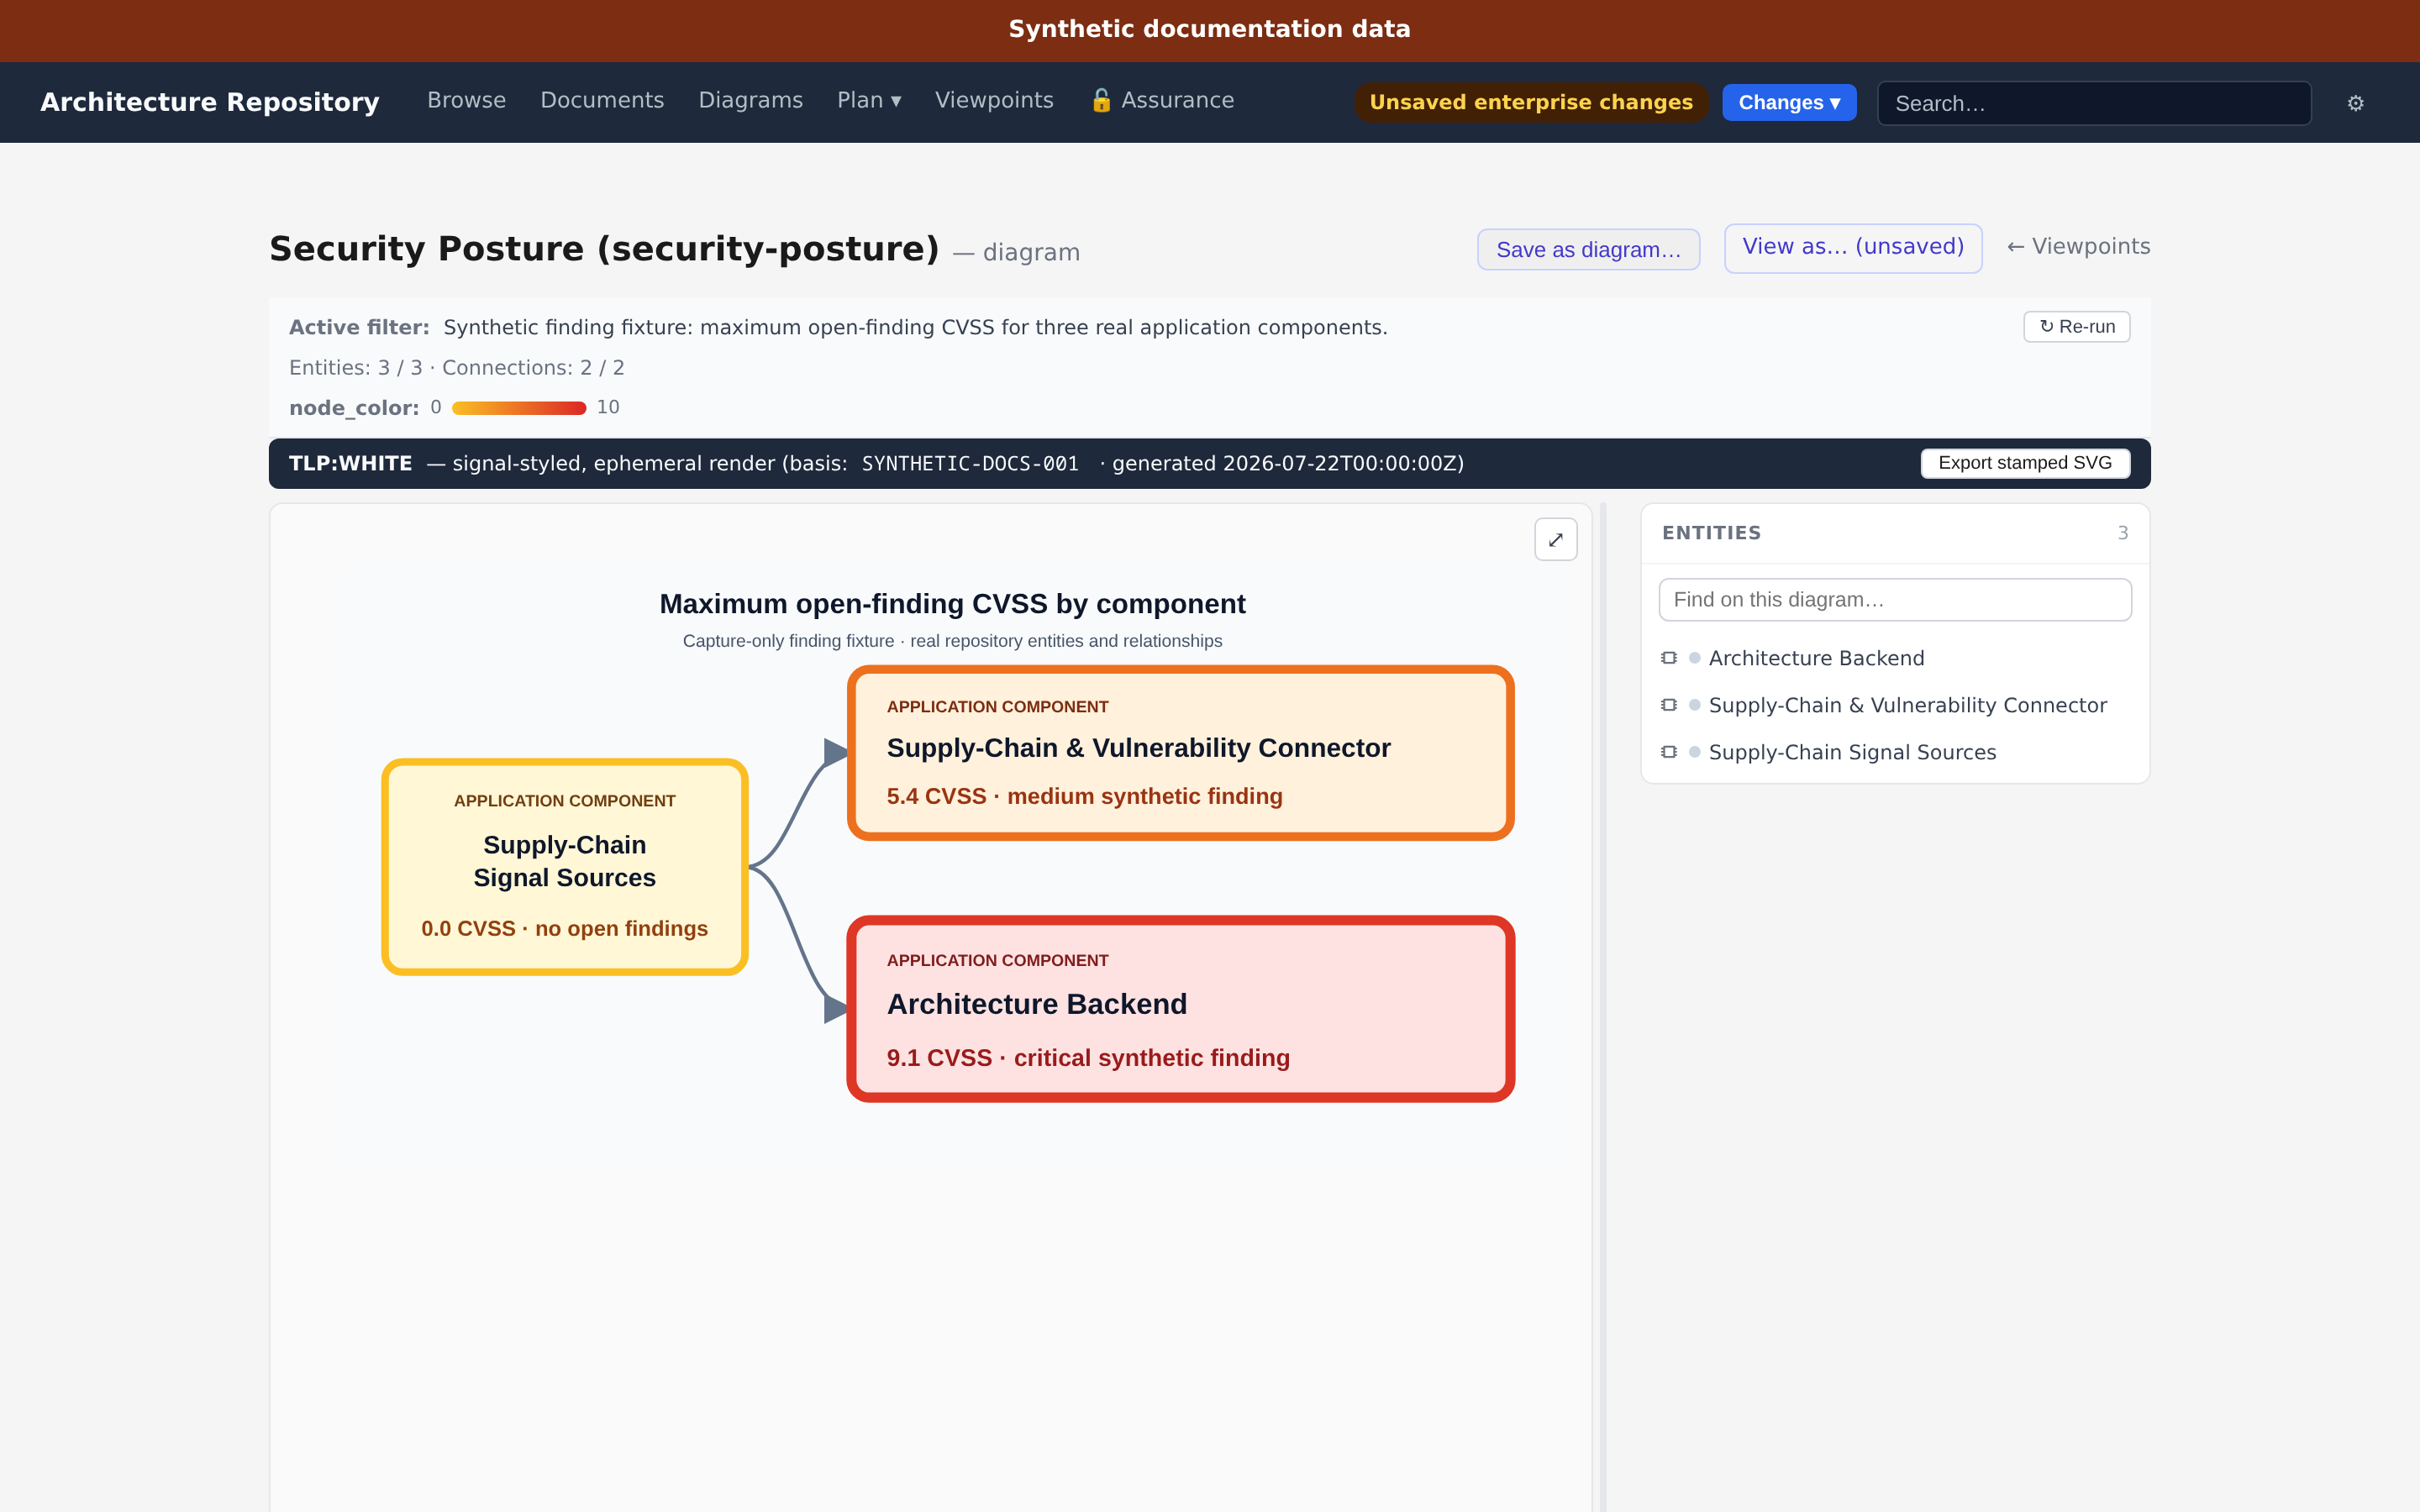 Synthetic documentation data
Architecture Repository Browse Documents Diagrams Plan ▾ Viewpoints 🔓 Assurance Unsaved enterprise changes Changes ▾ Search… ⚙
Security Posture (security-posture) — diagram Save as diagram… View as… (unsaved) ← Viewpoints
Active filter: Synthetic finding fixture: maximum open-finding CVSS for three real application components. ↻ Re-run
Entities: 3 / 3 · Connections: 2 / 2
node_color: 0 10
TLP:WHITE — signal-styled, ephemeral render (basis: SYNTHETIC-DOCS-001 · generated 2026-07-22T00:00:00Z) Export stamped SVG
⤢
Maximum open-finding CVSS by component
Capture-only finding fixture · real repository entities and relationships
APPLICATION COMPONENT
Supply-Chain
Signal Sources
0.0 CVSS · no open findings
APPLICATION COMPONENT
Supply-Chain & Vulnerability Connector
5.4 CVSS · medium synthetic finding
APPLICATION COMPONENT
Architecture Backend
9.1 CVSS · critical synthetic finding
ENTITIES 3
Find on this diagram…
Architecture Backend
Supply-Chain & Vulnerability Connector
Supply-Chain Signal Sources